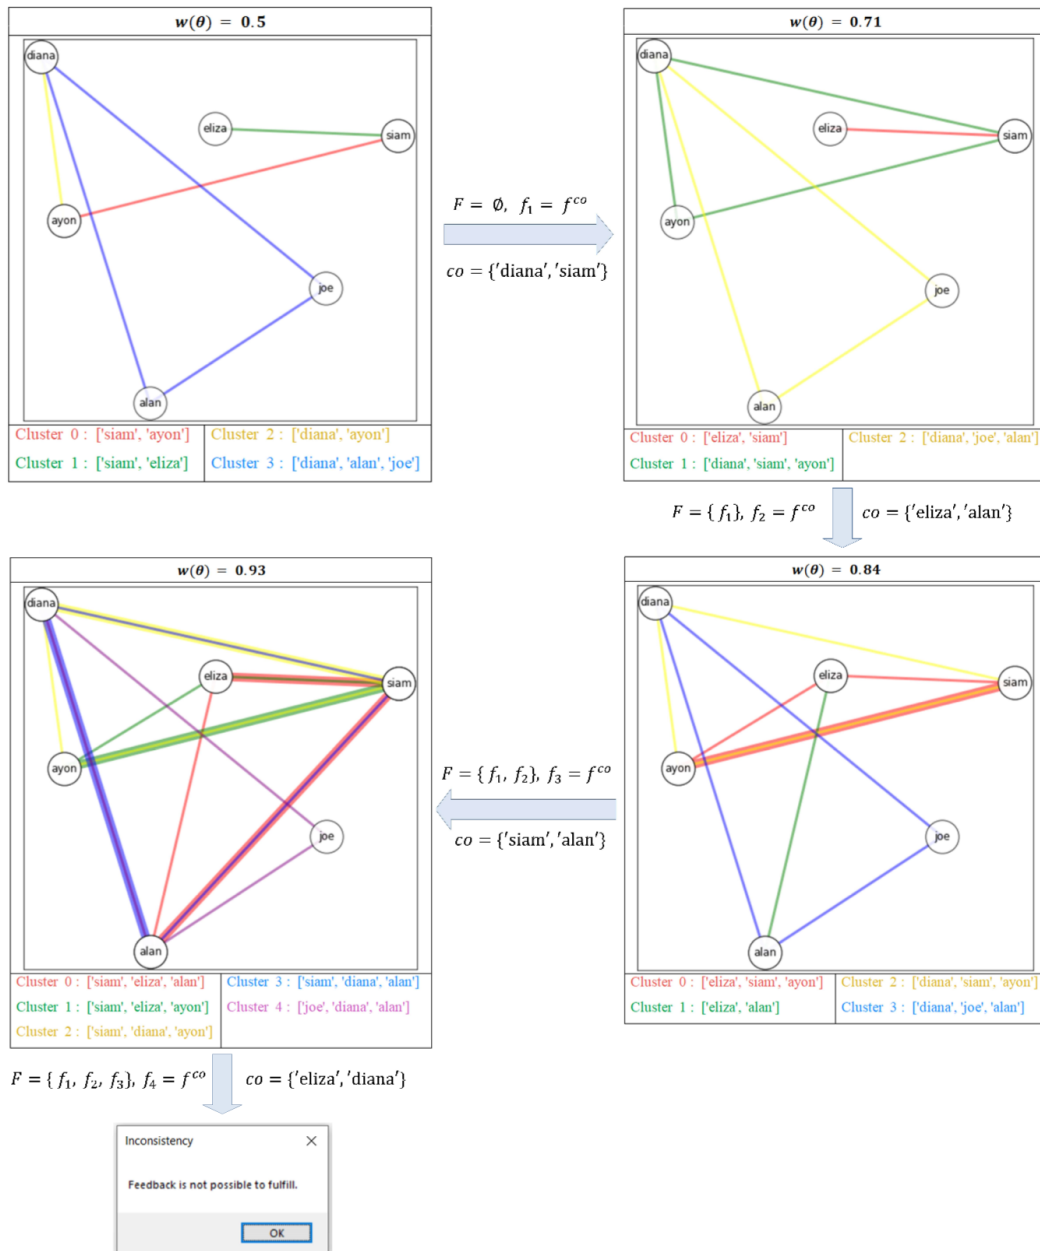 w(θ) = 0.5
diana
eliza
siam
ayon
joe
alan
Cluster 0 : ['siam', 'ayon']
Cluster 1 : ['siam', 'eliza']
Cluster 2 : ['diana', 'ayon']
Cluster 3 : ['diana', 'alan', 'joe']
F = ∅, f₁ = f^co
co = {'diana', 'siam'}
w(θ) = 0.71
diana
eliza
siam
ayon
joe
alan
Cluster 0 : ['eliza', 'siam']
Cluster 1 : ['diana', 'siam', 'ayon']
Cluster 2 : ['diana', 'joe', 'alan']
F = { f₁}, f₂ = f^co
co = {'eliza', 'alan'}
w(θ) = 0.84
diana
eliza
siam
ayon
joe
alan
Cluster 0 : ['eliza', 'siam', 'ayon']
Cluster 1 : ['eliza', 'alan']
Cluster 2 : ['diana', 'siam', 'ayon']
Cluster 3 : ['diana', 'joe', 'alan']
F = { f₁, f₂}, f₃ = f^co
co = {'siam', 'alan'}
w(θ) = 0.93
diana
eliza
siam
ayon
joe
alan
Cluster 0 : ['siam', 'eliza', 'alan']
Cluster 1 : ['siam', 'eliza', 'ayon']
Cluster 2 : ['siam', 'diana', 'ayon']
Cluster 3 : ['siam', 'diana', 'alan']
Cluster 4 : ['joe', 'diana', 'alan']
F = { f₁, f₂, f₃}, f₄ = f^co
co = {'eliza', 'diana'}
Inconsistency
Feedback is not possible to fulfill.
OK